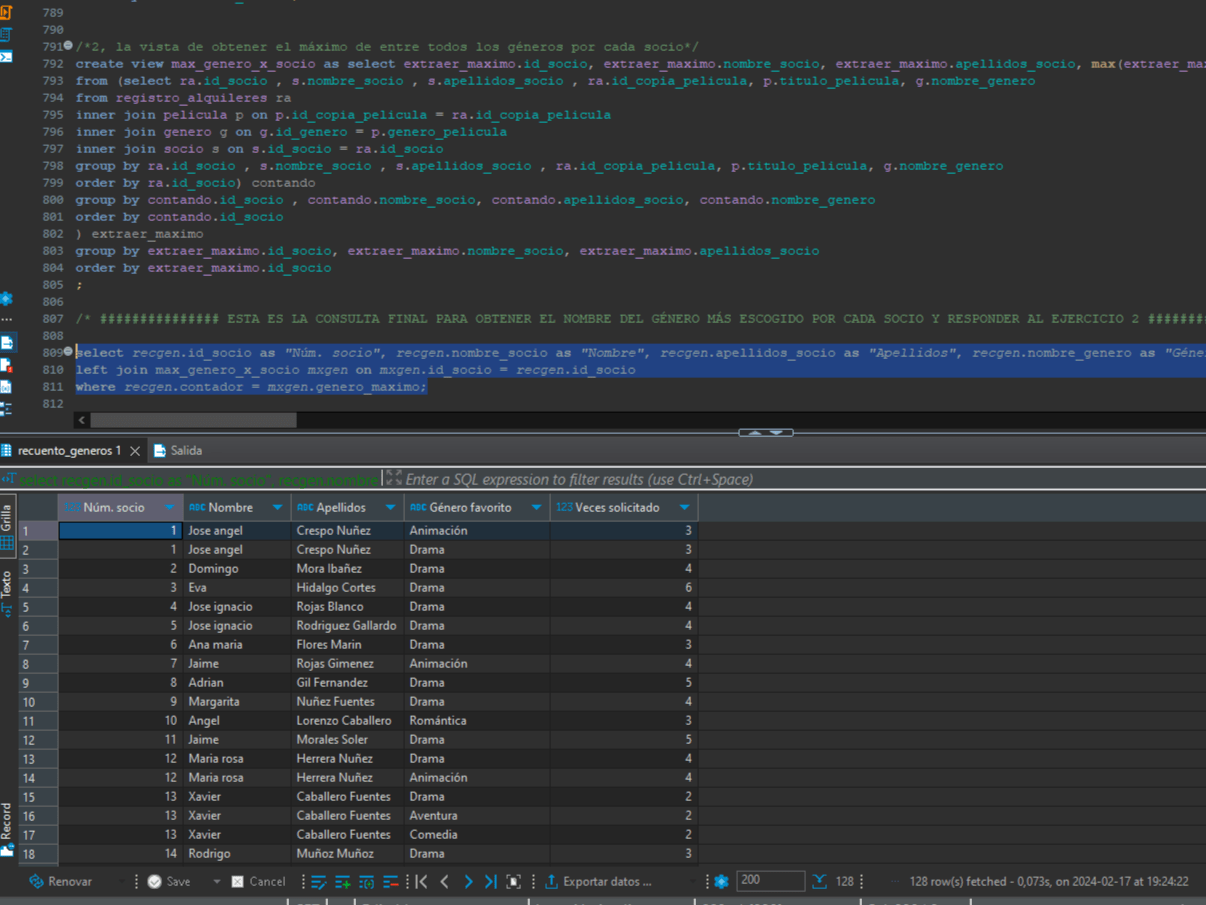 789
790
791 /*2, la vista de obtener el máximo de entre todos los géneros por cada socio*/
792 create view max_genero_x_socio as select extraer_maximo.id_socio, extraer_maximo.nombre_socio, extraer_maximo.apellidos_socio, max(extraer_ma
793 from (select ra.id_socio , s.nombre_socio , s.apellidos_socio , ra.id_copia_pelicula, p.titulo_pelicula, g.nombre_genero
794 from registro_alquileres ra
795 inner join pelicula p on p.id_copia_pelicula = ra.id_copia_pelicula
796 inner join genero g on g.id_genero = p.genero_pelicula
797 inner join socio s on s.id_socio = ra.id_socio
798 group by ra.id_socio , s.nombre_socio , s.apellidos_socio , ra.id_copia_pelicula, p.titulo_pelicula, g.nombre_genero
799 order by ra.id_socio) contando
800 group by contando.id_socio , contando.nombre_socio, contando.apellidos_socio, contando.nombre_genero
801 order by contando.id_socio
802 ) extraer_maximo
803 group by extraer_maximo.id_socio, extraer_maximo.nombre_socio, extraer_maximo.apellidos_socio
804 order by extraer_maximo.id_socio
805 ;
806
807 /* ############### ESTA ES LA CONSULTA FINAL PARA OBTENER EL NOMBRE DEL GÉNERO MÁS ESCOGIDO POR CADA SOCIO Y RESPONDER AL EJERCICIO 2 #######
808
809 select recgen.id_socio as "Núm. socio", recgen.nombre_socio as "Nombre", recgen.apellidos_socio as "Apellidos", recgen.nombre_genero as "Géne
810 left join max_genero_x_socio mxgen on mxgen.id_socio = recgen.id_socio
811 where recgen.contador = mxgen.genero_maximo;
812
recuento_generos 1 Salida
select recgen.id_socio as "Núm. socio", recgen.nombre Enter a SQL expression to filter results (use Ctrl+Space)
Grilla
Texto
Record
123 Núm. socio ABC Nombre ABC Apellidos ABC Género favorito 123 Veces solicitado
1 1 Jose angel Crespo Nuñez Animación 3
2 1 Jose angel Crespo Nuñez Drama 3
3 2 Domingo Mora Ibañez Drama 4
4 3 Eva Hidalgo Cortes Drama 6
5 4 Jose ignacio Rojas Blanco Drama 4
6 5 Jose ignacio Rodriguez Gallardo Drama 4
7 6 Ana maria Flores Marin Drama 3
8 7 Jaime Rojas Gimenez Animación 4
9 8 Adrian Gil Fernandez Drama 5
10 9 Margarita Nuñez Fuentes Drama 4
11 10 Angel Lorenzo Caballero Romántica 3
12 11 Jaime Morales Soler Drama 5
13 12 Maria rosa Herrera Nuñez Drama 4
14 12 Maria rosa Herrera Nuñez Animación 4
15 13 Xavier Caballero Fuentes Drama 2
16 13 Xavier Caballero Fuentes Aventura 2
17 13 Xavier Caballero Fuentes Comedia 2
18 14 Rodrigo Muñoz Muñoz Drama 3
Renovar Save Cancel Exportar datos ... 200 128 128 row(s) fetched - 0,073s, on 2024-02-17 at 19:24:22